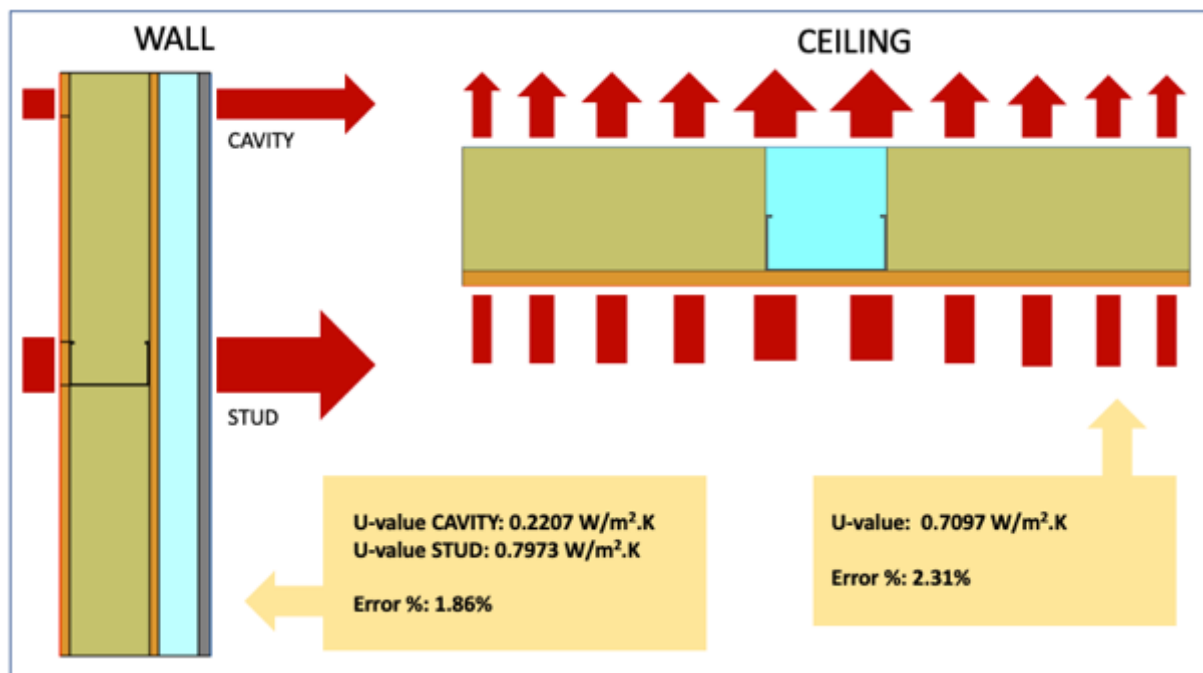 WALL
CEILING
CAVITY
STUD
U-value CAVITY: 0.2207 W/m².K
U-value STUD: 0.7973 W/m².K
Error %: 1.86%
U-value: 0.7097 W/m².K
Error %: 2.31%